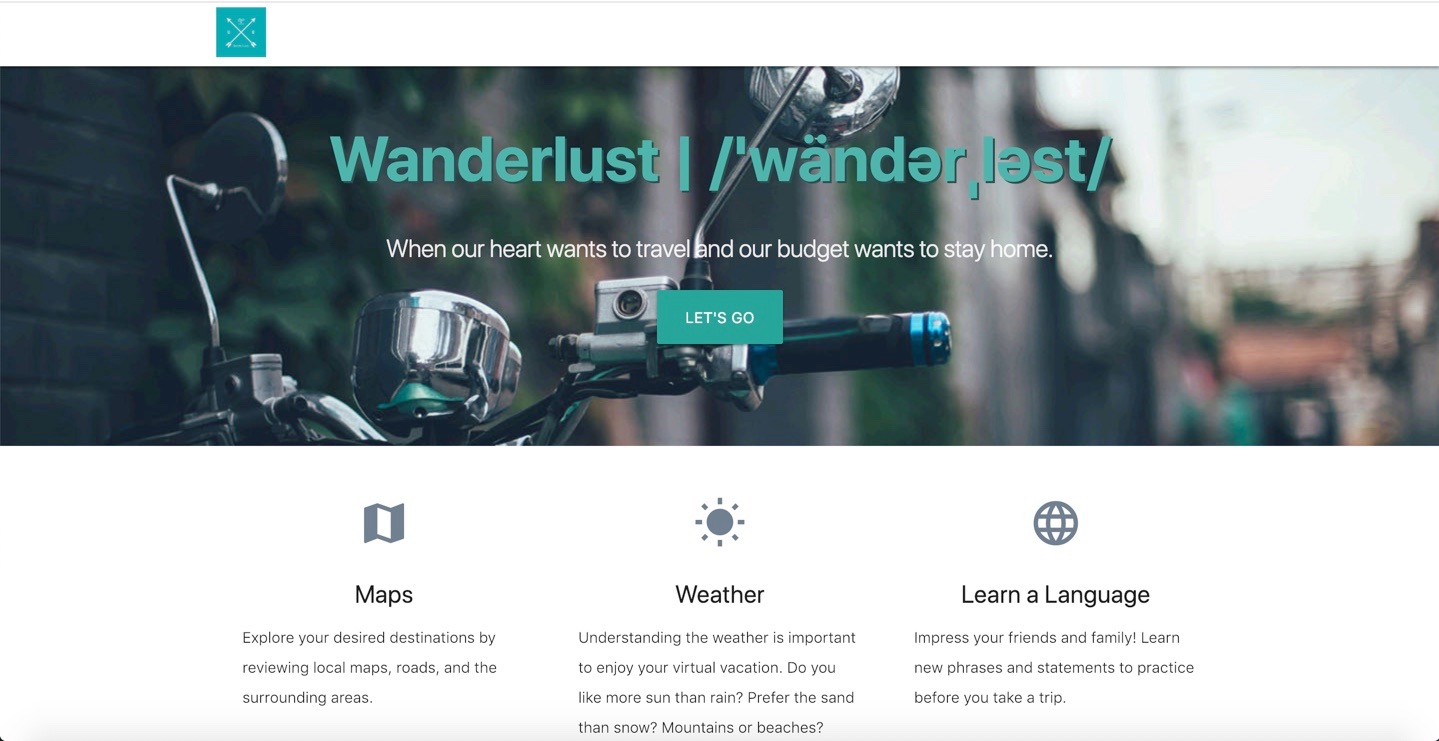 Wanderlust | /ˈwändərˌləst/
When our heart wants to travel and our budget wants to stay home.
LET'S GO
Maps
Explore your desired destinations by
reviewing local maps, roads, and the
surrounding areas.
Weather
Understanding the weather is important
to enjoy your virtual vacation. Do you
like more sun than rain? Prefer the sand
than snow? Mountains or beaches?
Learn a Language
Impress your friends and family! Learn
new phrases and statements to practice
before you take a trip.